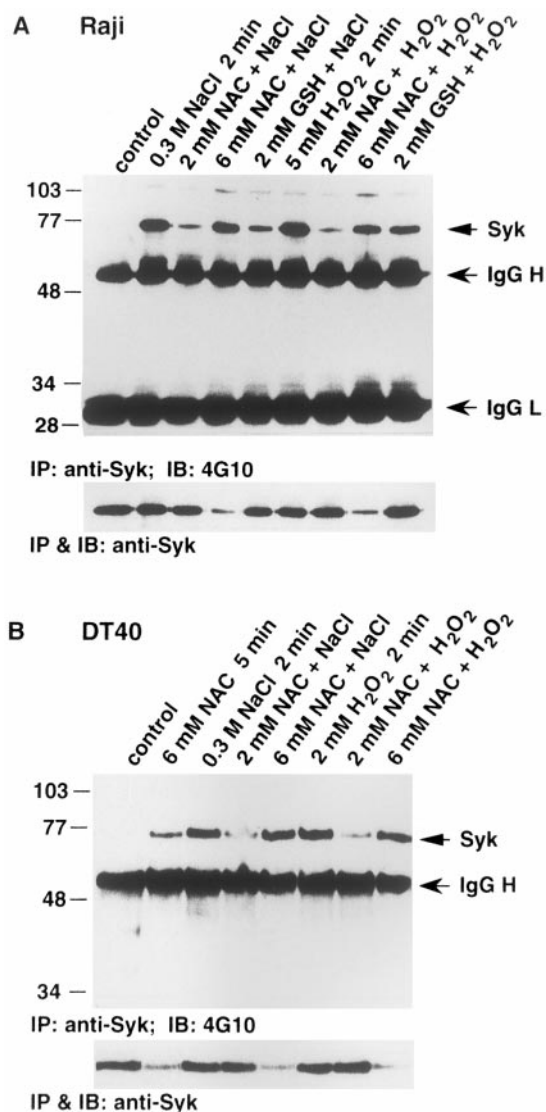 A Raji
control
0.3 M NaCl 2 min
2 mM NAC + NaCl
6 mM NAC + NaCl
2 mM GSH + NaCl
5 mM H₂O₂ 2 min
2 mM NAC + H₂O₂
6 mM NAC + H₂O₂
2 mM GSH + H₂O₂
103
77
Syk
IgG H
48
34
IgG L
28
IP: anti-Syk; IB: 4G10
IP & IB: anti-Syk
B DT40
control
6 mM NAC 5 min
0.3 M NaCl 2 min
2 mM NAC + NaCl
6 mM NAC + NaCl
2 mM H₂O₂ 2 min
2 mM NAC + H₂O₂
6 mM NAC + H₂O₂
103
77
Syk
IgG H
48
34
IP: anti-Syk; IB: 4G10
IP & IB: anti-Syk